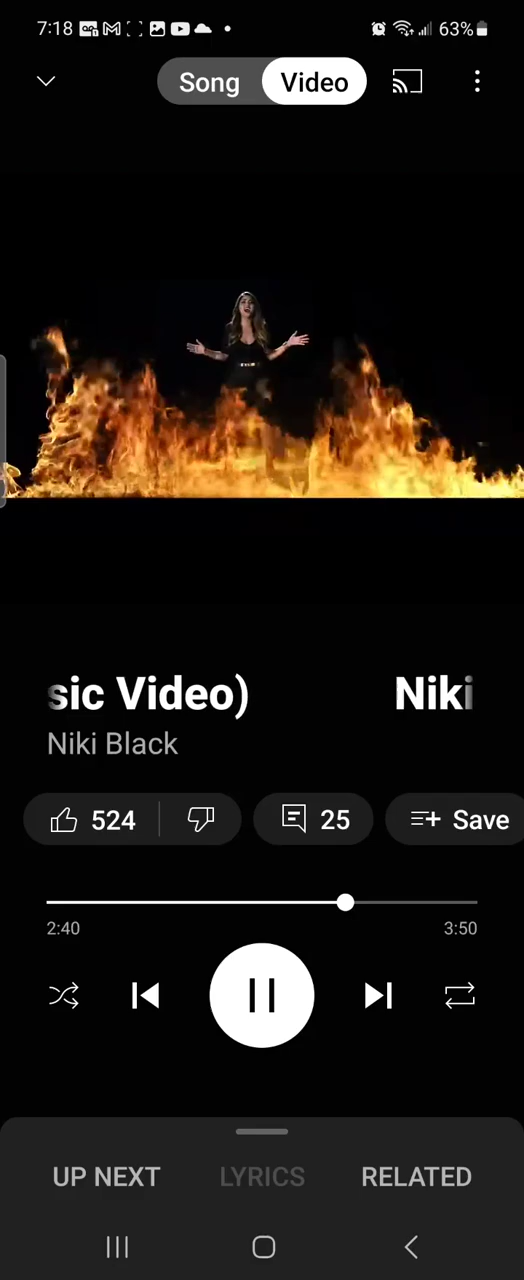 7:18 63%
Song Video
sic Video) Niki
Niki Black
524 25 Save
2:40 3:50
UP NEXT LYRICS RELATED